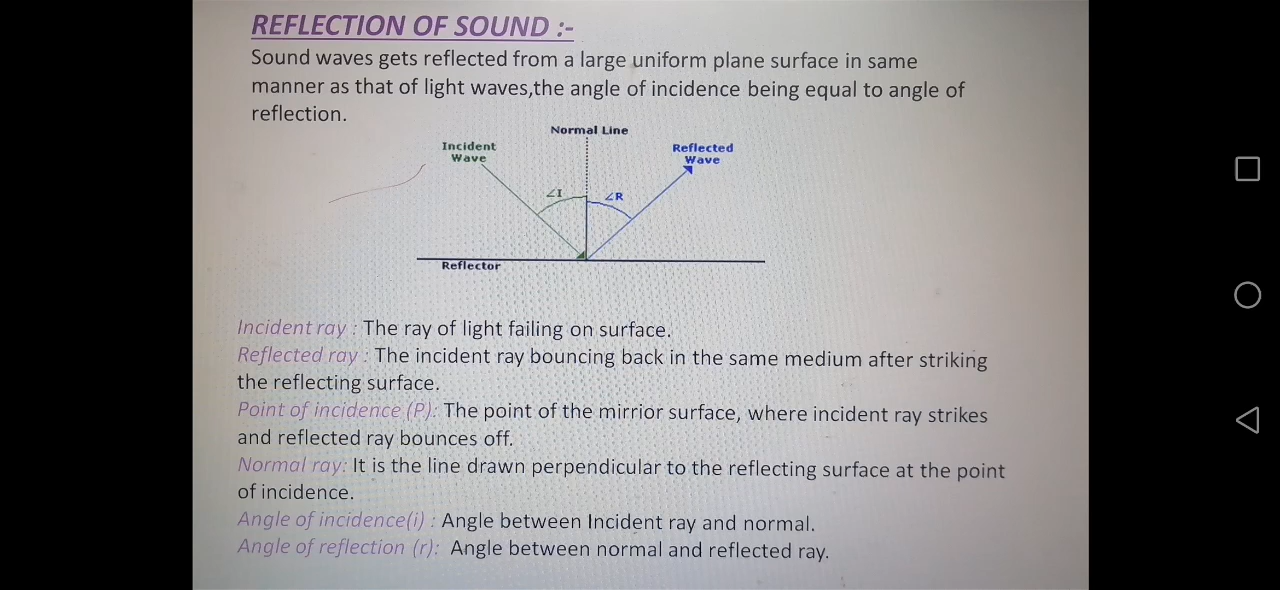 REFLECTION OF SOUND :-
Sound waves gets reflected from a large uniform plane surface in same
manner as that of light waves,the angle of incidence being equal to angle of
reflection.
Normal Line
Incident
Wave
Reflected
Wave
∠I
∠R
Reflector
Incident ray : The ray of light failing on surface.
Reflected ray : The incident ray bouncing back in the same medium after striking
the reflecting surface.
Point of incidence (P): The point of the mirrior surface, where incident ray strikes
and reflected ray bounces off.
Normal ray: It is the line drawn perpendicular to the reflecting surface at the point
of incidence.
Angle of incidence(i) : Angle between Incident ray and normal.
Angle of reflection (r): Angle between normal and reflected ray.